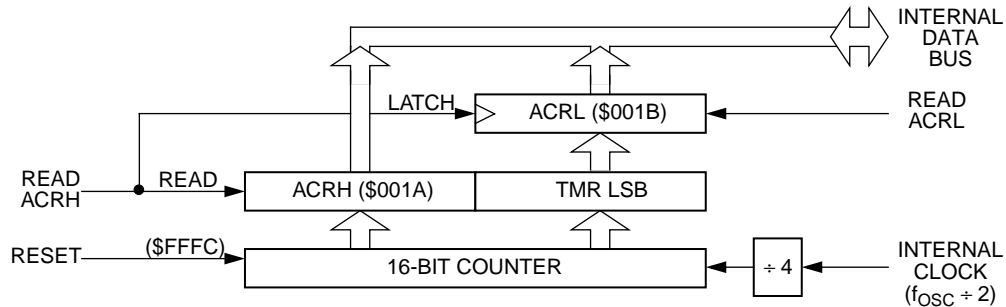 INTERNAL
DATA
BUS
LATCH
ACRL ($001B)
READ
ACRL
READ
ACRH
READ
ACRH ($001A)
TMR LSB
RESET
($FFFC)
16-BIT COUNTER
÷ 4
INTERNAL
CLOCK
(fOSC ÷ 2)